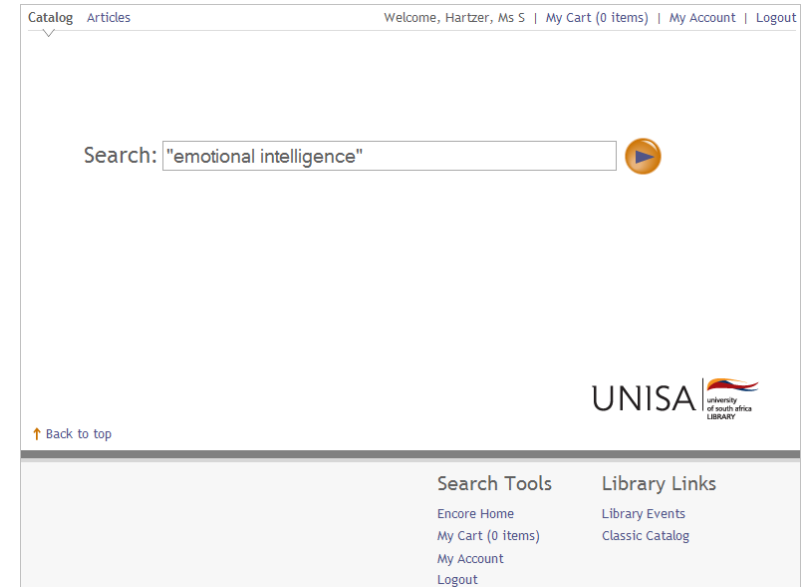 Catalog Articles Welcome, Hartzer, Ms S | My Cart (0 items) | My Account | Logout
Search: "emotional intelligence"
UNISA university of south africa LIBRARY
Back to top
Search Tools Library Links
Encore Home Library Events
My Cart (0 items) Classic Catalog
My Account
Logout